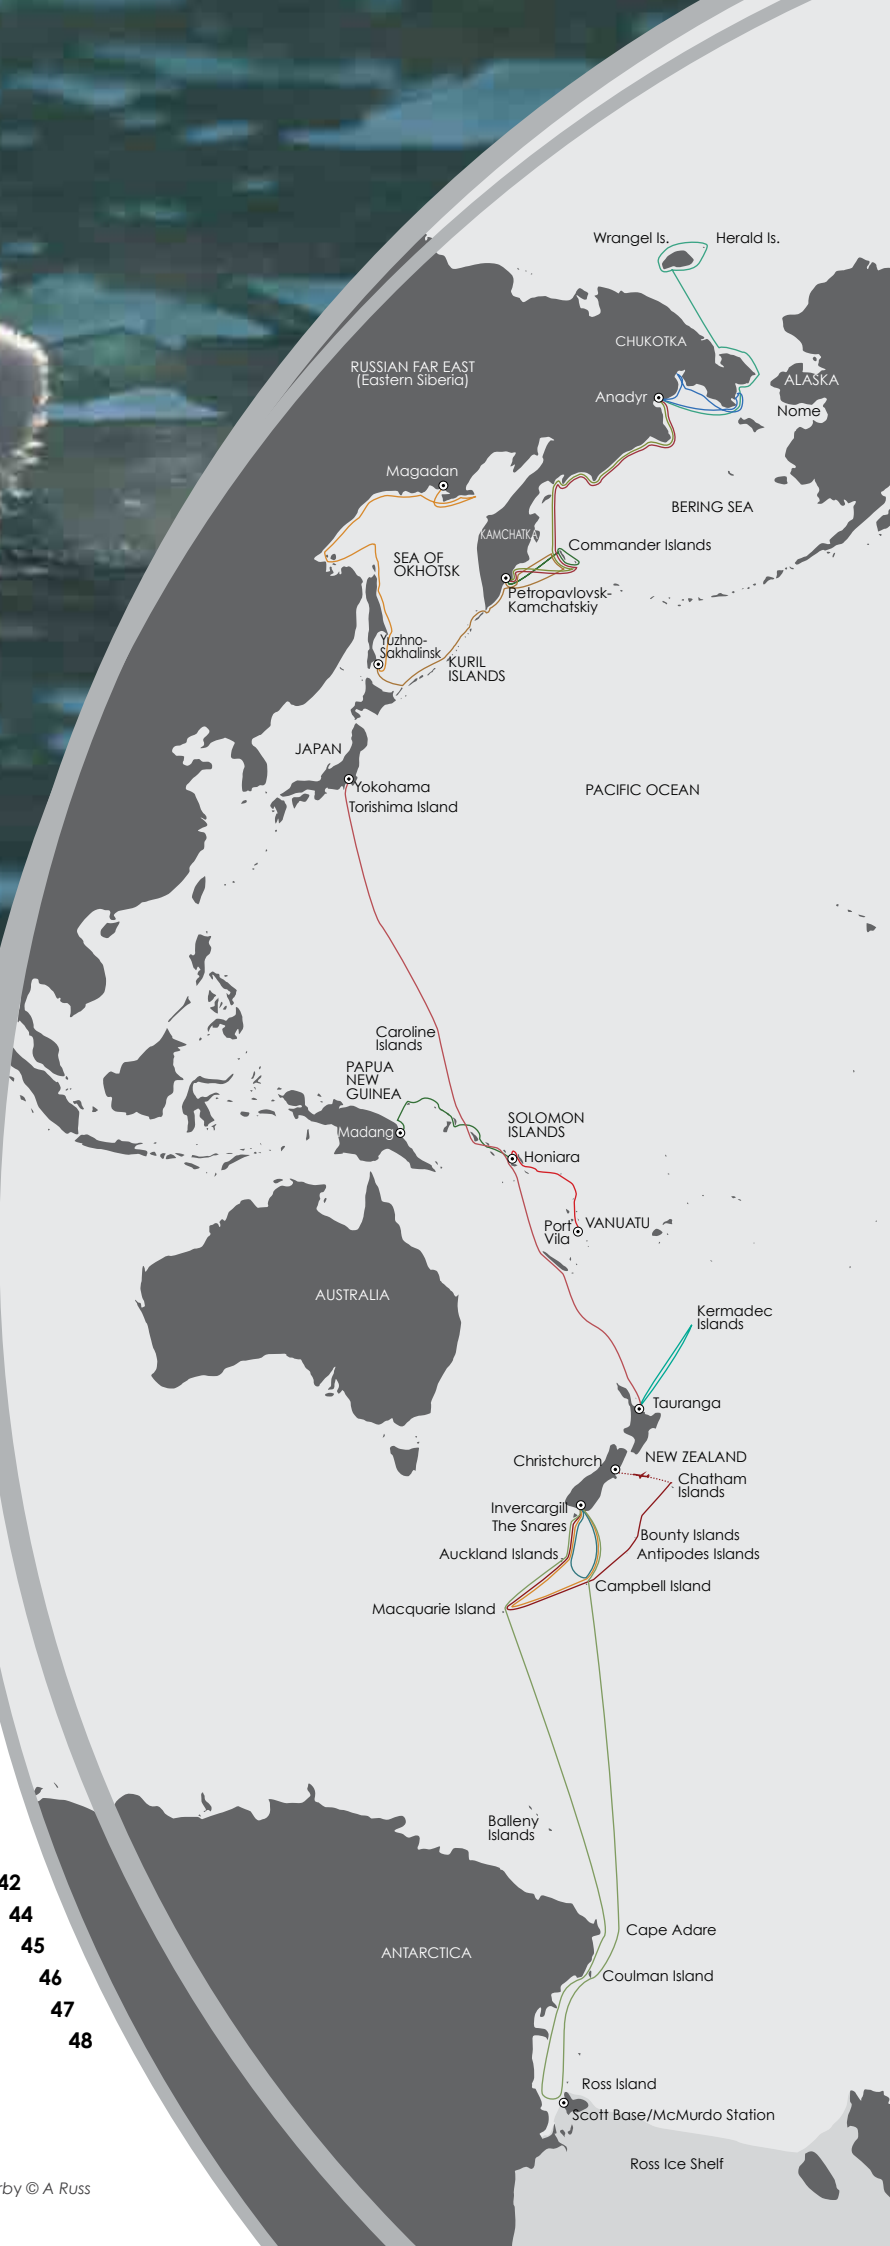 Wrangel Is.
Herald Is.
CHUKOTKA
RUSSIAN FAR EAST
(Eastern Siberia)
ALASKA
Anadyr
Nome
Magadan
BERING SEA
KAMCHATKA
Commander Islands
SEA OF
OKHOTSK
Petropavlovsk-
Kamchatskiy
Yuzhno-
Sakhalinsk
KURIL
ISLANDS
JAPAN
Yokohama
Torishima Island
PACIFIC OCEAN
Caroline
Islands
PAPUA
NEW
GUINEA
Madang
SOLOMON
ISLANDS
Honiara
Port
Vila
VANUATU
AUSTRALIA
Kermadec
Islands
Tauranga
Christchurch
NEW ZEALAND
Chatham
Islands
Invercargill
The Snares
Bounty Islands
Auckland Islands
Antipodes Islands
Campbell Island
Macquarie Island
Balleny
Islands
42
44
45
46
47
48
Cape Adare
ANTARCTICA
Coulman Island
Ross Island
Scott Base/McMurdo Station
Ross Ice Shelf
rby © A Russ